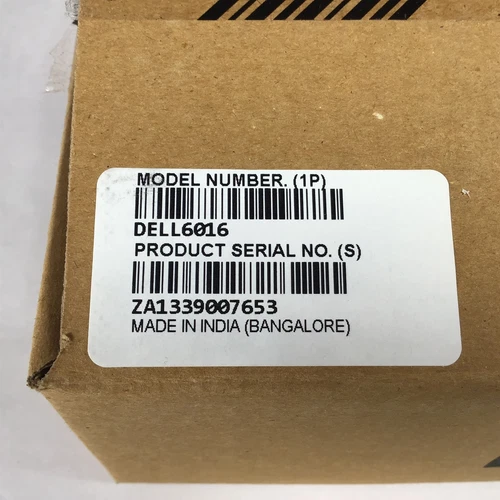 MODEL NUMBER. (1P)
DELL6016
PRODUCT SERIAL NO. (S)
ZA1339007653
MADE IN INDIA (BANGALORE)